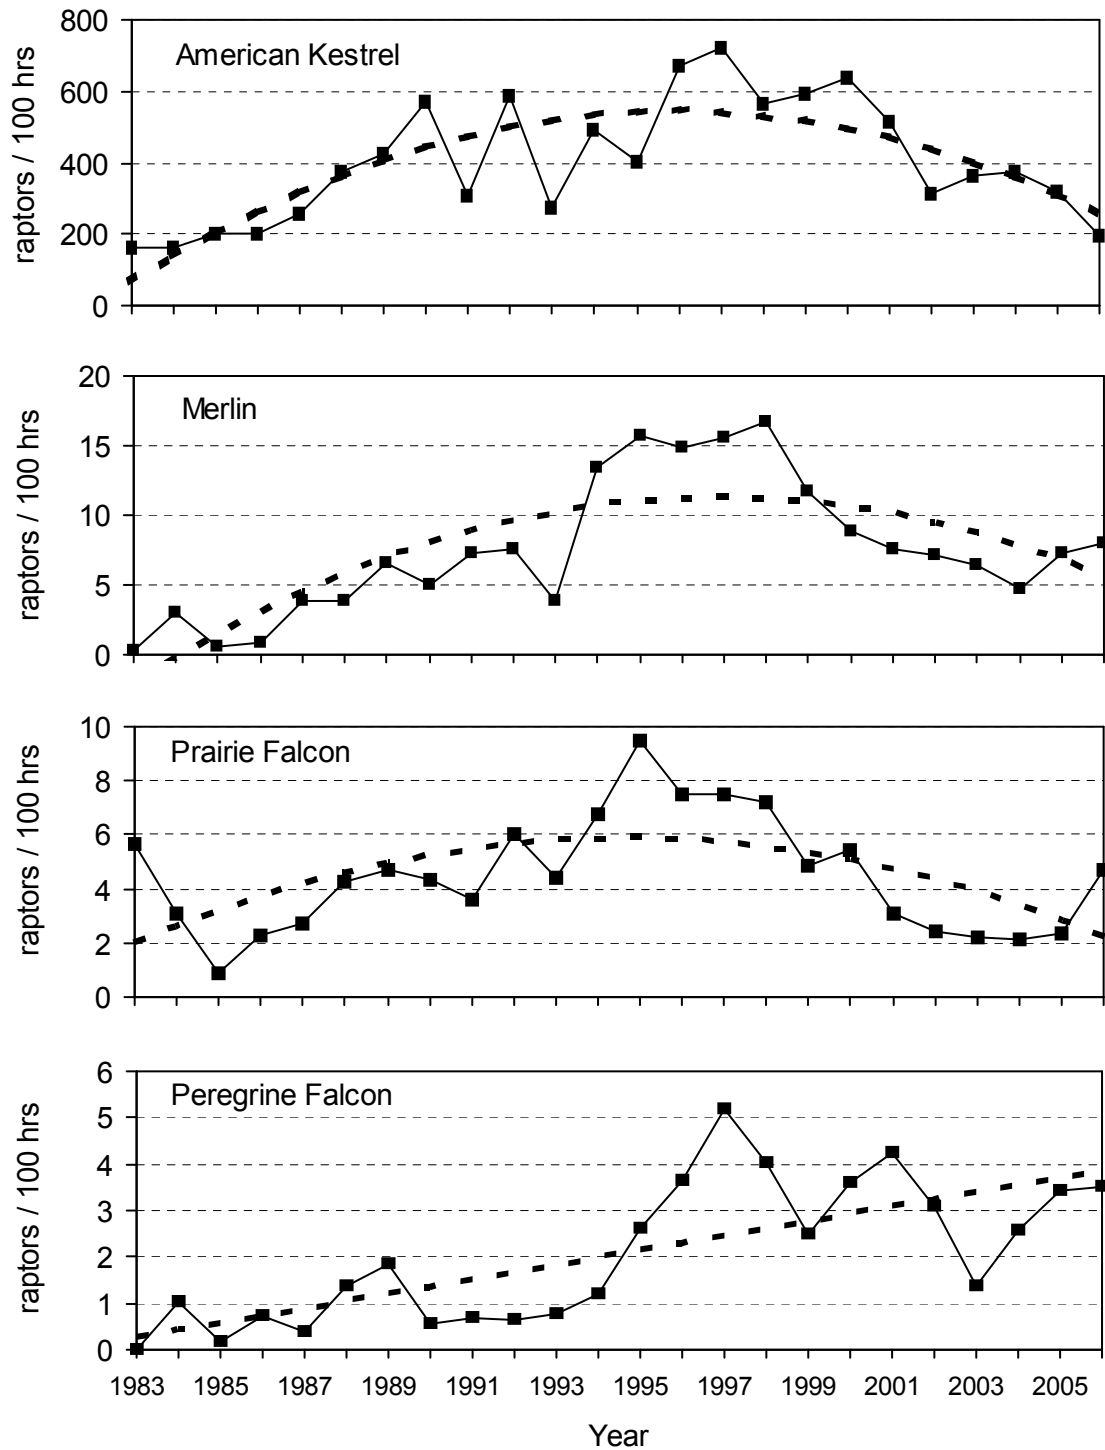 American Kestrel
raptors / 100 hrs
800
600
400
200
0
Merlin
raptors / 100 hrs
20
15
10
5
0
Prairie Falcon
raptors / 100 hrs
10
8
6
4
2
0
Peregrine Falcon
raptors / 100 hrs
6
5
4
3
2
1
0
1983 1985 1987 1989 1991 1993 1995 1997 1999 2001 2003 2005
Year